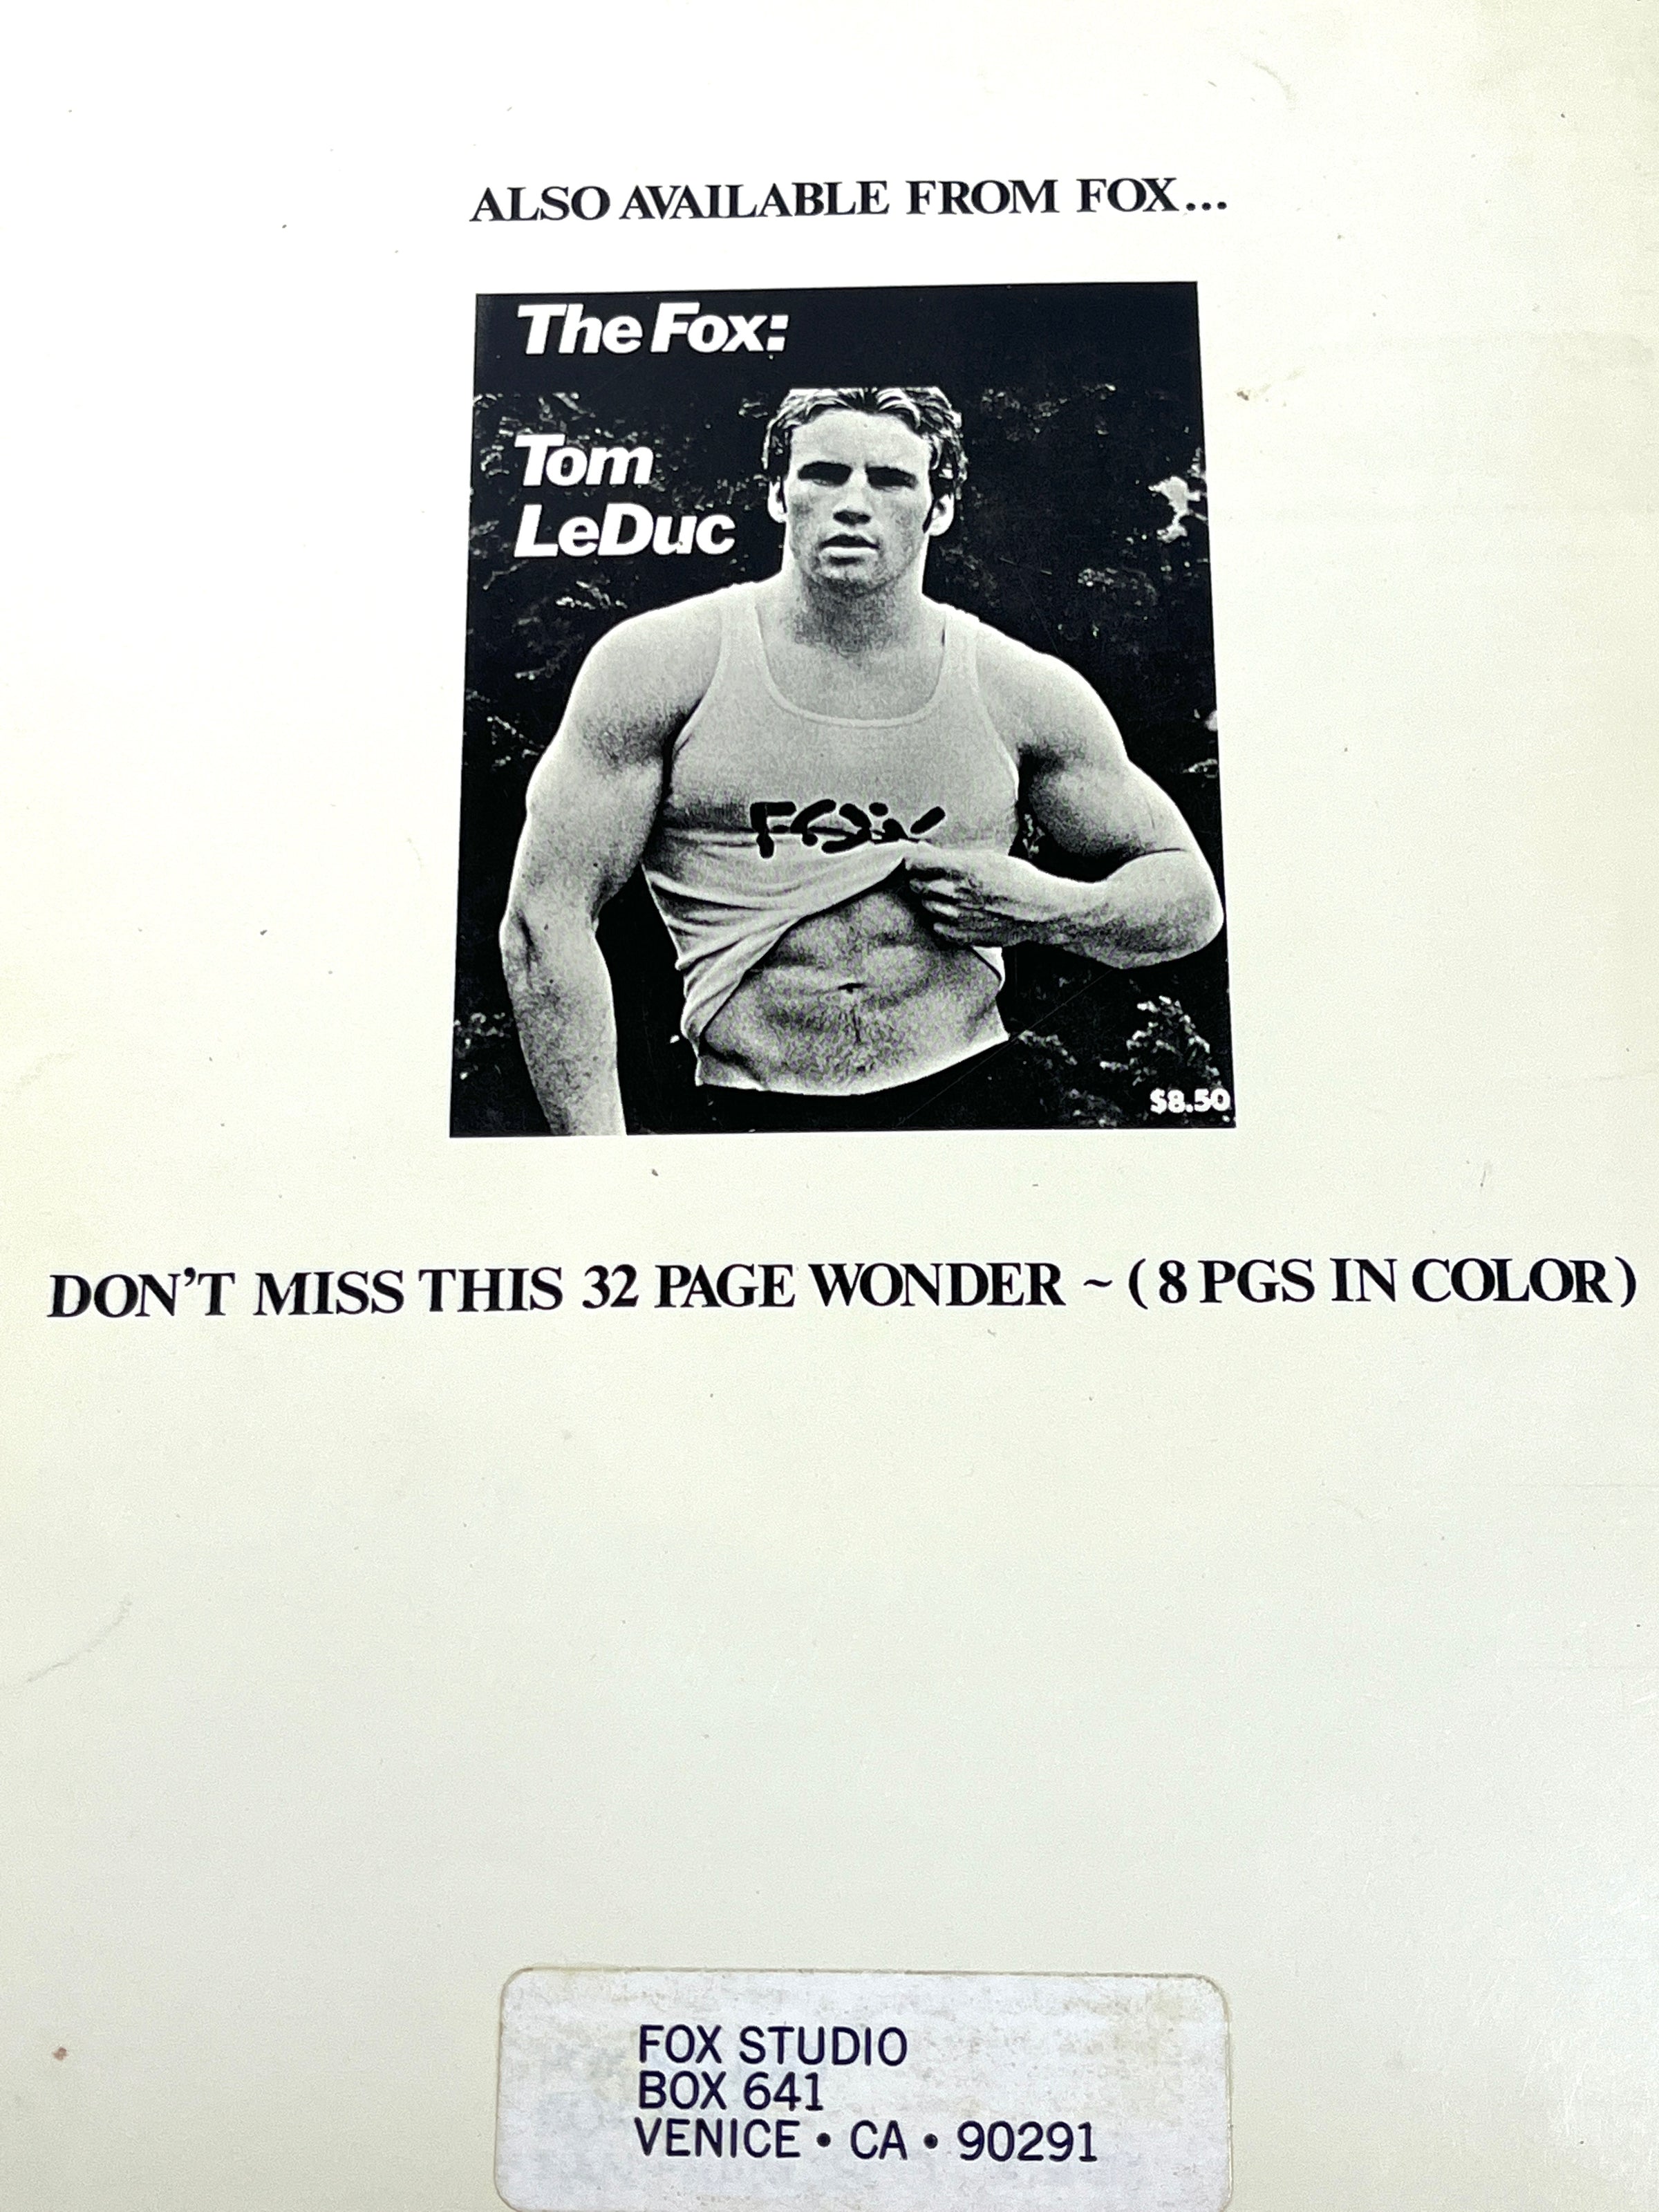 ALSO AVAILABLE FROM FOX...
The Fox:
Tom
LeDuc
FOX
$8.50
DON'T MISS THIS 32 PAGE WONDER ~ (8 PGS IN COLOR)
FOX STUDIO
BOX 641
VENICE • CA • 90291